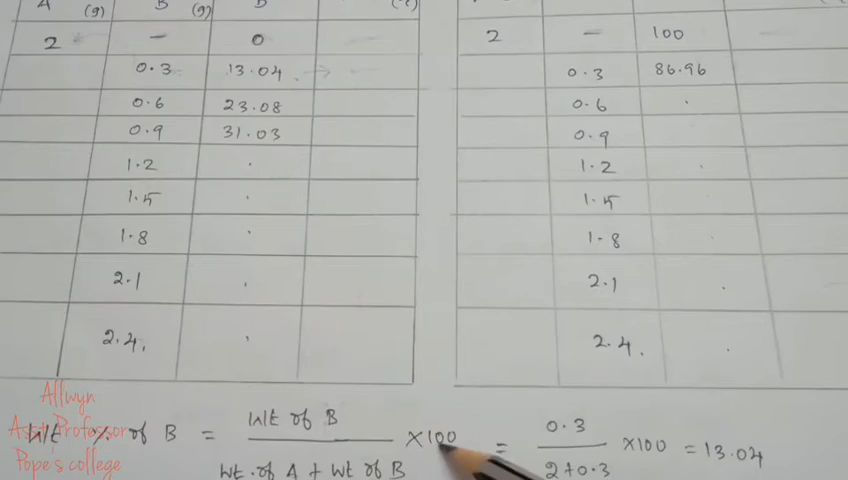 A (g) B (g) B
2 — 0
0.3 13.04 →
0.6 23.08
0.9 31.03
1.2 .
1.5 .
1.8 .
2.1 .
2.4. .
2 — 100
0.3 86.96
0.6 .
0.9
1.2 .
1.5
1.8 .
2.1 .
2.4. .
Wt % of B = Wt of B / Wt. of A + Wt of B ×100 = 0.3 / 2+0.3 ×100 = 13.04
Allwyn
Asst Professor
Pope's college